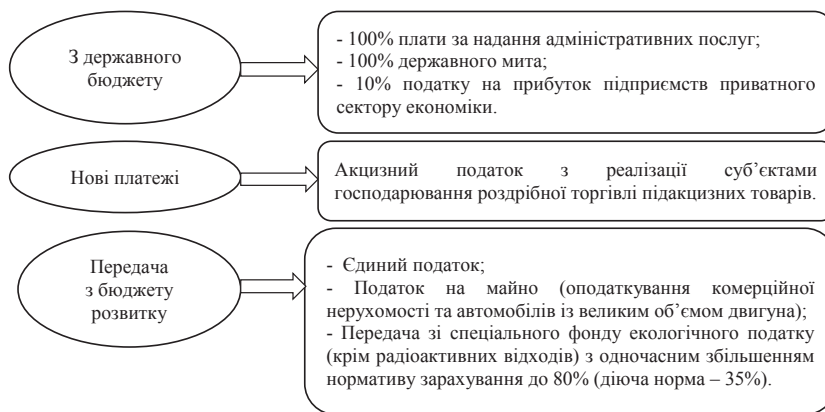 З державного
бюджету
- 100% плати за надання адміністративних послуг;
- 100% державного мита;
- 10% податку на прибуток підприємств приватного
сектору економіки.
Нові платежі
Акцизний податок з реалізації суб’єктами
господарювання роздрібної торгівлі підакцизних товарів.
Передача
з бюджету
розвитку
- Єдиний податок;
- Податок на майно (оподаткування комерційної
нерухомості та автомобілів із великим об’ємом двигуна);
- Передача зі спеціального фонду екологічного податку
(крім радіоактивних відходів) з одночасним збільшенням
нормативу зарахування до 80% (діюча норма – 35%).